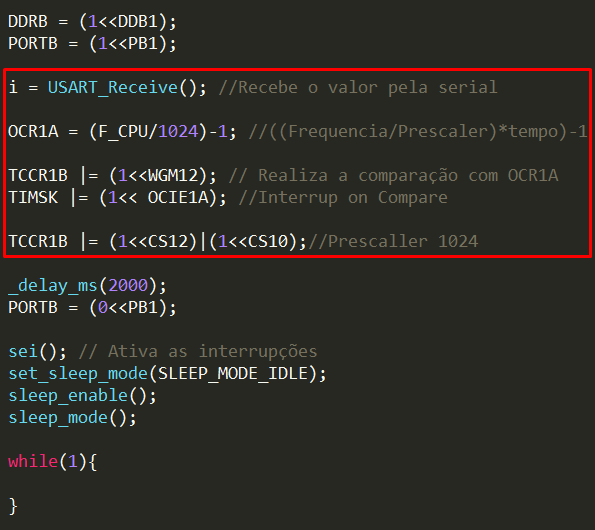 DDRB = (1<<DDB1);
PORTB = (1<<PB1);
i = USART_Receive(); //Recebe o valor pela serial
OCR1A = (F_CPU/1024)-1; //((Frequencia/Prescaler)*tempo)-1
TCCR1B |= (1<<WGM12); // Realiza a comparação com OCR1A
TIMSK |= (1<< OCIE1A); //Interrup on Compare
TCCR1B |= (1<<CS12)|(1<<CS10);//Prescaller 1024
_delay_ms(2000);
PORTB = (0<<PB1);
sei(); // Ativa as interrupções
set_sleep_mode(SLEEP_MODE_IDLE);
sleep_enable();
sleep_mode();
while(1){
}